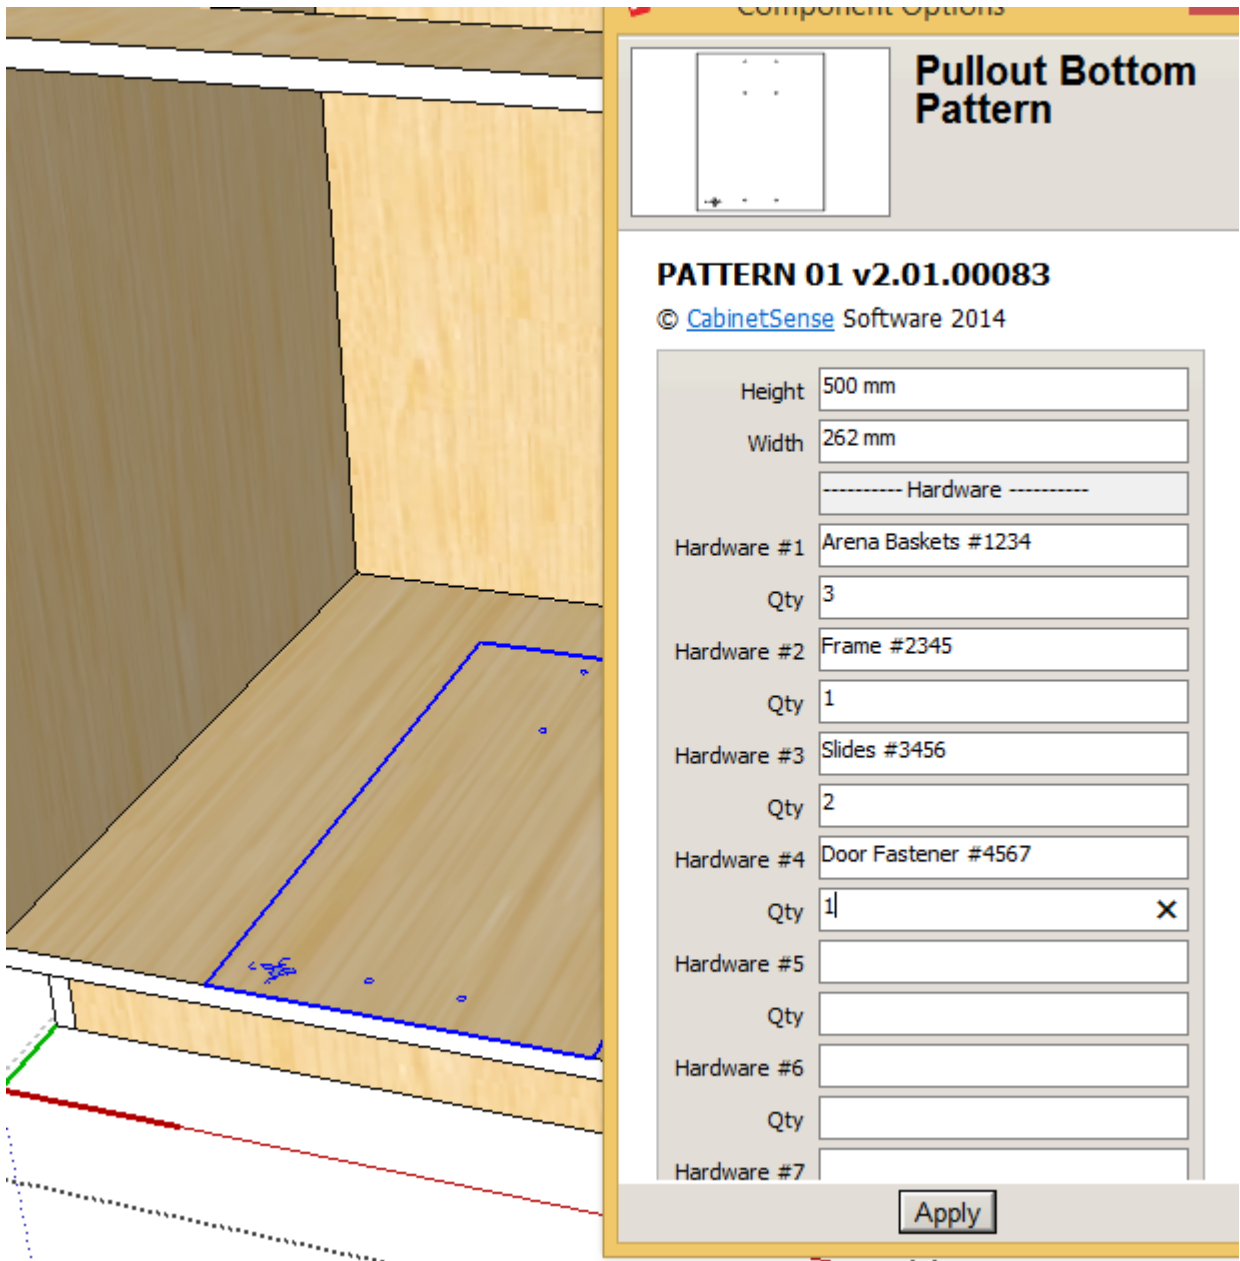 Component Options
Pullout Bottom
Pattern
PATTERN 01 v2.01.00083
© CabinetSense Software 2014
Height 500 mm
Width 262 mm
---------- Hardware ----------
Hardware #1 Arena Baskets #1234
Qty 3
Hardware #2 Frame #2345
Qty 1
Hardware #3 Slides #3456
Qty 2
Hardware #4 Door Fastener #4567
Qty 1
Hardware #5
Qty
Hardware #6
Qty
Hardware #7
Apply